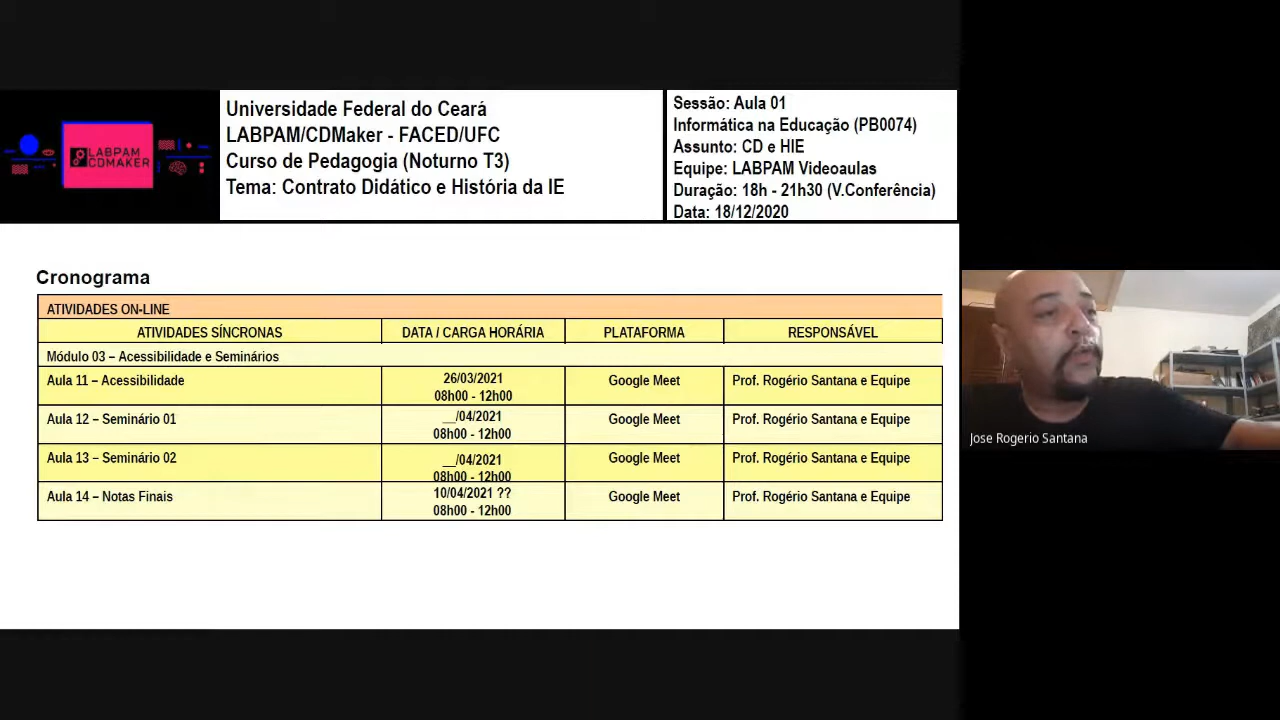 LABPAM
CDMAKER
Universidade Federal do Ceará
LABPAM/CDMaker - FACED/UFC
Curso de Pedagogia (Noturno T3)
Tema: Contrato Didático e História da IE
Sessão: Aula 01
Informática na Educação (PB0074)
Assunto: CD e HIE
Equipe: LABPAM Videoaulas
Duração: 18h - 21h30 (V.Conferência)
Data: 18/12/2020
Cronograma
ATIVIDADES ON-LINE
ATIVIDADES SÍNCRONAS DATA / CARGA HORÁRIA PLATAFORMA RESPONSÁVEL
Módulo 03 – Acessibilidade e Seminários
Aula 11 – Acessibilidade 26/03/2021 Google Meet Prof. Rogério Santana e Equipe
08h00 - 12h00
Aula 12 – Seminário 01 __/04/2021 Google Meet Prof. Rogério Santana e Equipe
08h00 - 12h00
Aula 13 – Seminário 02 __/04/2021 Google Meet Prof. Rogério Santana e Equipe
08h00 - 12h00
Aula 14 – Notas Finais 10/04/2021 ?? Google Meet Prof. Rogério Santana e Equipe
08h00 - 12h00
Jose Rogerio Santana